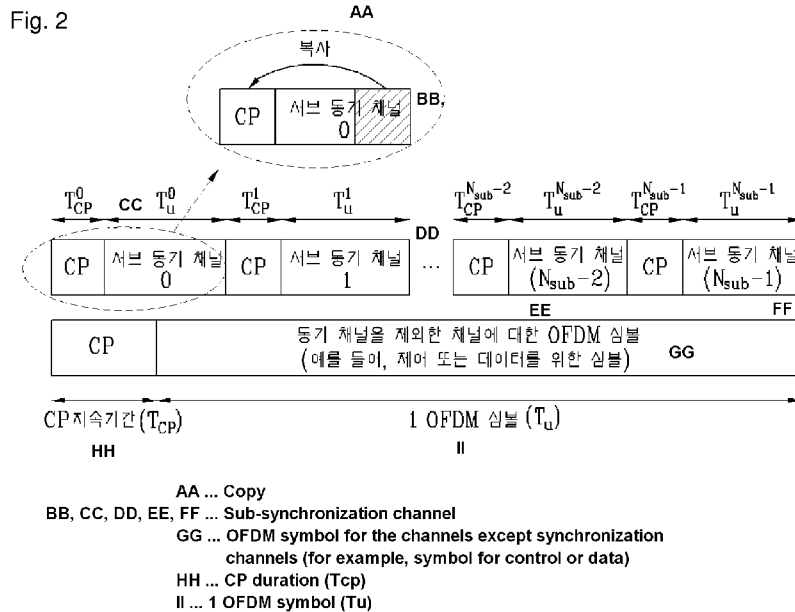 Fig. 2
AA
복사
CP 서브 동기 채널 0 BB,
T_CP^0 CC T_u^0 T_CP^1 T_u^1 DD T_CP^{N_sub-2} T_u^{N_sub-2} T_CP^{N_sub-1} T_u^{N_sub-1}
CP 서브 동기 채널 0 CP 서브 동기 채널 1 ... CP 서브 동기 채널 (N_sub-2) CP 서브 동기 채널 (N_sub-1)
EE FF
CP 동기 채널을 제외한 채널에 대한 OFDM 심볼
(예를 들어, 제어 또는 데이터를 위한 심볼) GG
CP 지속기간(T_CP) 1 OFDM 심볼(T_u)
HH II
AA ... Copy
BB, CC, DD, EE, FF ... Sub-synchronization channel
GG ... OFDM symbol for the channels except synchronization
channels (for example, symbol for control or data)
HH ... CP duration (Tcp)
II ... 1 OFDM symbol (Tu)